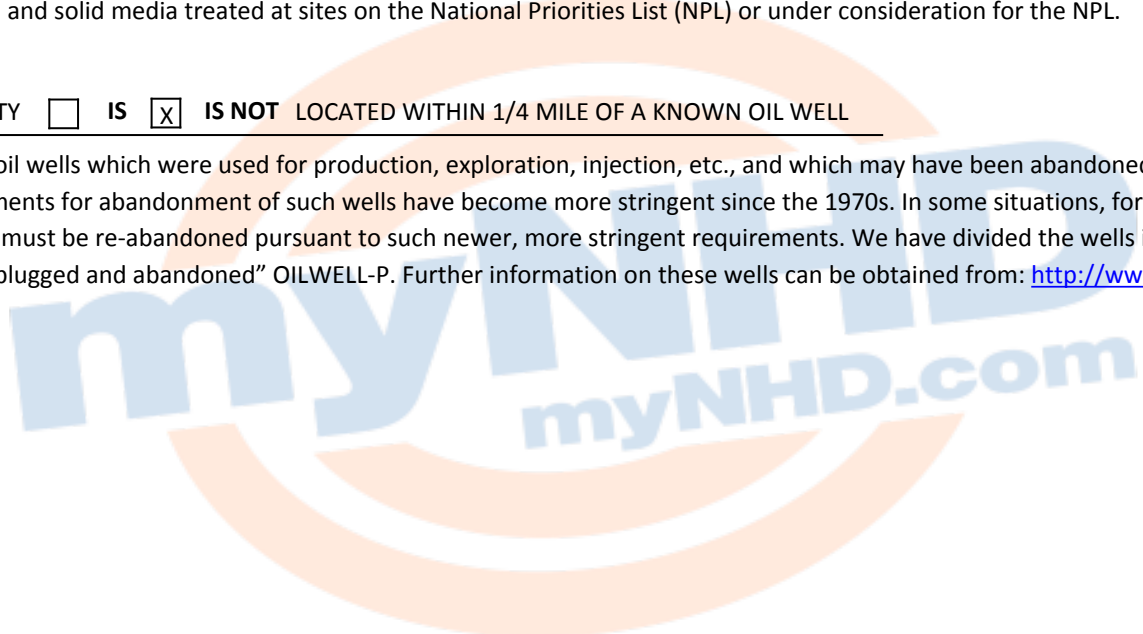 and solid media treated at sites on the National Priorities List (NPL) or under consideration for the NPL.
TY ☐ IS ☒ IS NOT LOCATED WITHIN 1/4 MILE OF A KNOWN OIL WELL
oil wells which were used for production, exploration, injection, etc., and which may have been abandoned
ments for abandonment of such wells have become more stringent since the 1970s. In some situations, for
must be re-abandoned pursuant to such newer, more stringent requirements. We have divided the wells i
plugged and abandoned” OILWELL-P. Further information on these wells can be obtained from: http://ww
myNHD
myNHD.com